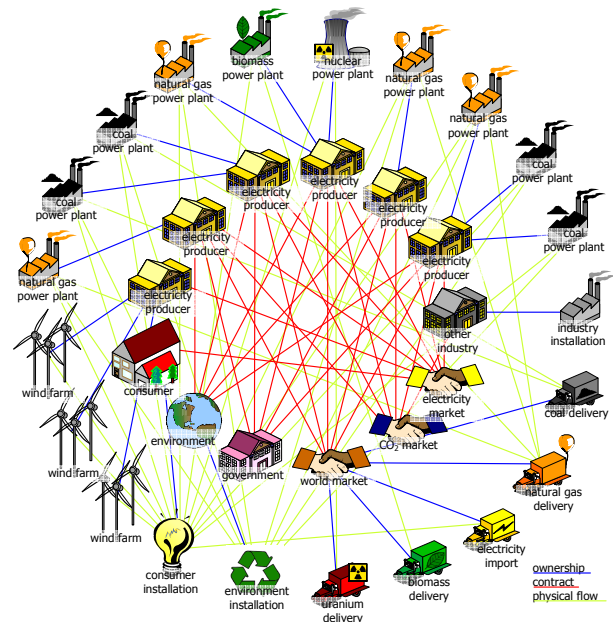 biomass
power plant
nuclear
power plant
natural gas
power plant
natural gas
power plant
natural gas
power plant
coal
power plant
coal
power plant
coal
power plant
coal
power plant
natural gas
power plant
electricity
producer
electricity
producer
electricity
producer
electricity
producer
electricity
producer
electricity
producer
other
industry
industry
installation
wind farm
wind farm
wind farm
consumer
environment
government
electricity
market
CO₂ market
world market
coal delivery
natural gas
delivery
electricity
import
biomass delivery
uranium
delivery
environment
installation
consumer
installation
ownership
contract
physical flow